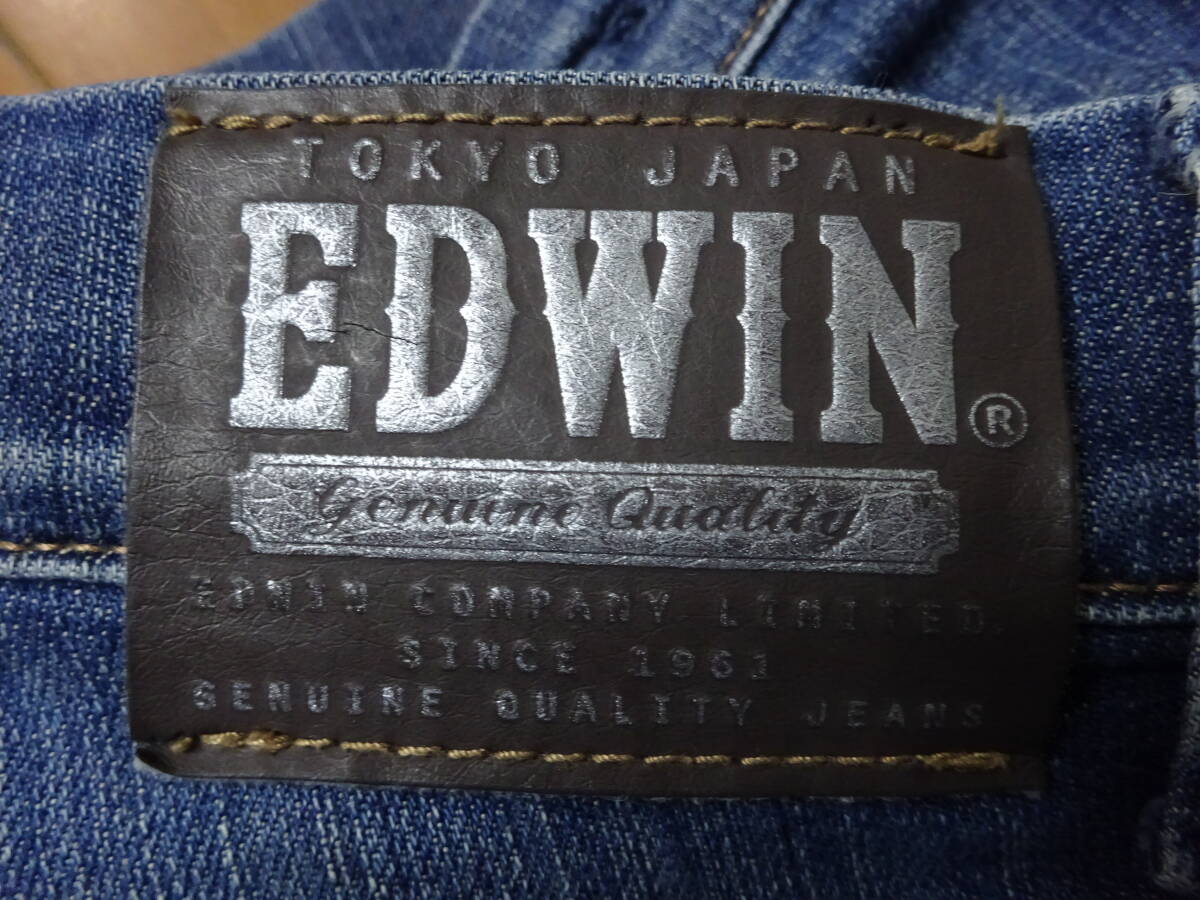 TOKYO JAPAN
EDWIN®
Genuine Quality
EDWIN COMPANY LIMITED.
SINCE 1961
GENUINE QUALITY JEANS